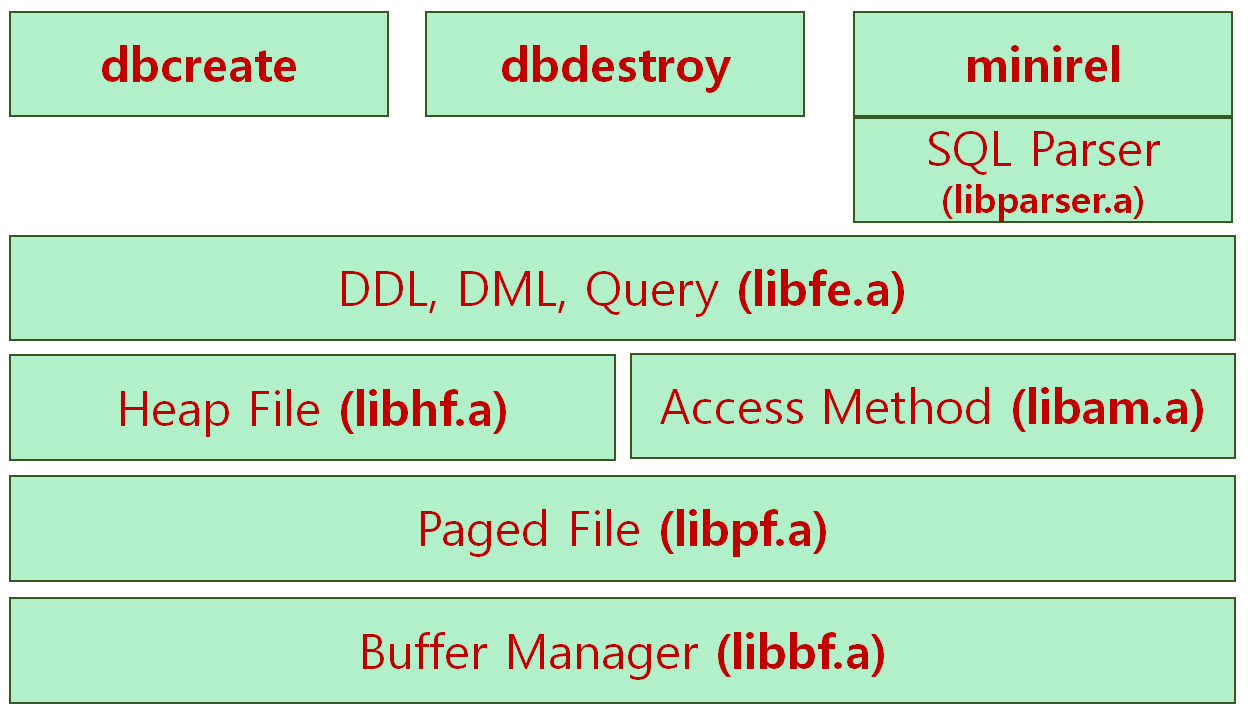 dbcreate
dbdestroy
minirel
SQL Parser
(libparser.a)
DDL, DML, Query (libfe.a)
Heap File (libhf.a)
Access Method (libam.a)
Paged File (libpf.a)
Buffer Manager (libbf.a)